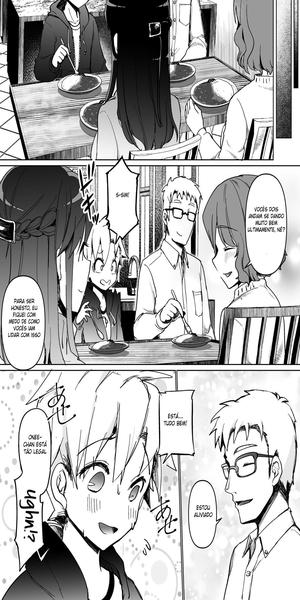 VOCÊS DOIS
ANDAM SE DANDO
MUITO BEM
ULTIMAMENTE, NÉ?
S-SIM!
PARA SER
HONESTO, EU
FIQUEI COM
MEDO DE COMO
VOCÊS IAM
LIDAR COM ISSO
ESTÁ...
TUDO BEM!
ONEE-
CHAN ESTÁ
TÃO LEGAL
ughn!?
ESTOU
ALIVIADO